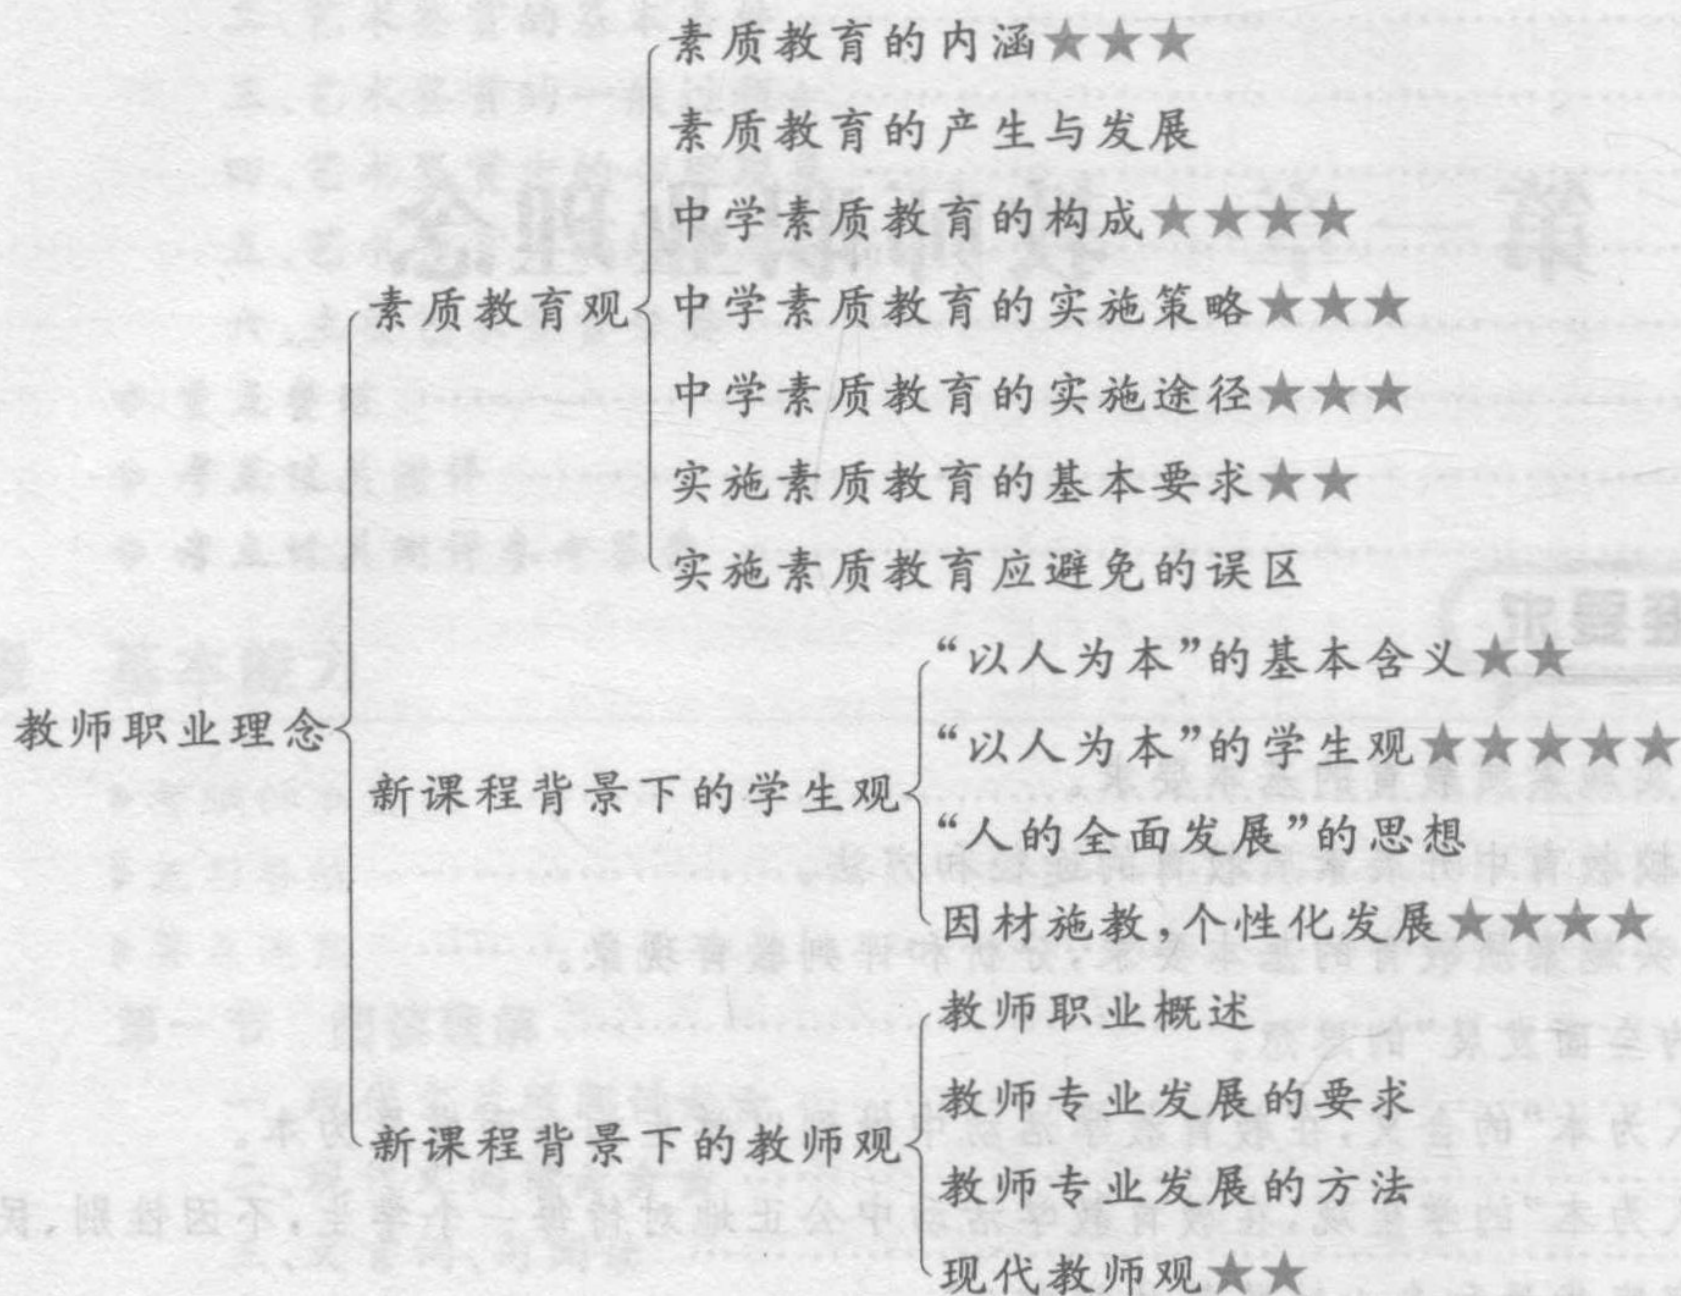 素质教育的内涵★★★
素质教育的产生与发展
中学素质教育的构成★★★★
素质教育观
中学素质教育的实施策略★★★
中学素质教育的实施途径★★★
实施素质教育的基本要求★★
实施素质教育应避免的误区
“以人为本”的基本含义★★
教师职业理念
“以人为本”的学生观★★★★★
新课程背景下的学生观
“人的全面发展”的思想
因材施教,个性化发展★★★★
教师职业概述
教师专业发展的要求
新课程背景下的教师观
教师专业发展的方法
现代教师观★★